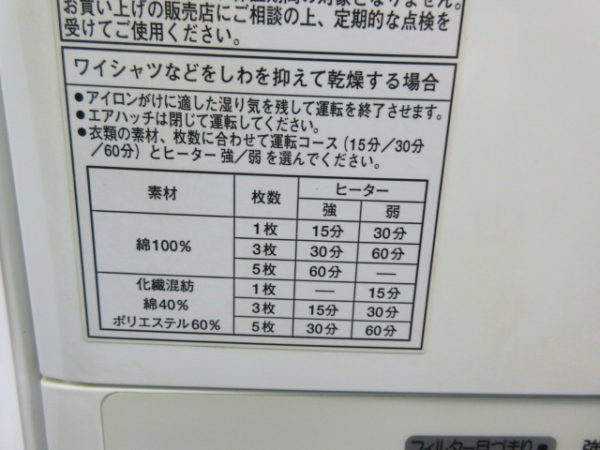 お買い上げの販売店にご相談の上、定期的な点検を
受けてご使用ください。
ワイシャツなどをしわを抑えて乾燥する場合
●アイロンがけに適した湿り気を残して運転を終了させます。
●エアハッチは閉じて運転してください。
●衣類の素材、枚数に合わせて運転コース(15分／30分
／60分)とヒーター 強／弱 を選んでください。
素材 枚数 ヒーター
強 弱
綿100% 1枚 15分 30分
3枚 30分 60分
5枚 60分 ―
化繊混紡 1枚 ― 15分
綿40% 3枚 15分 30分
ポリエステル60% 5枚 30分 60分
フィルター目づまり●